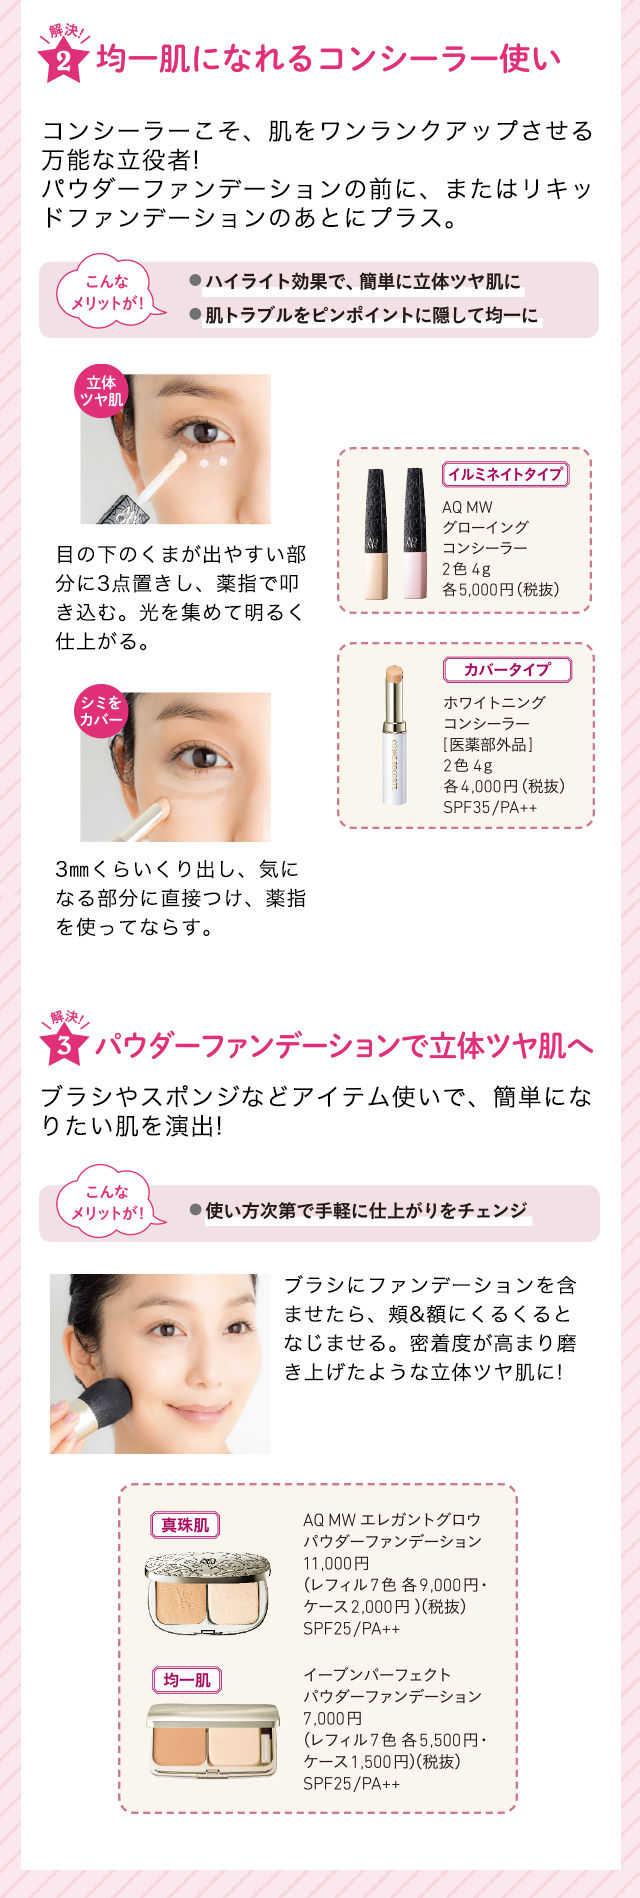 解決!
2 均一肌になれるコンシーラー使い
コンシーラーこそ、肌をワンランクアップさせる
万能な立役者!
パウダーファンデーションの前に、またはリキッ
ドファンデーションのあとにプラス。
こんな
メリットが!
●ハイライト効果で、簡単に立体ツヤ肌に
●肌トラブルをピンポイントに隠して均一に
立体
ツヤ肌
目の下のくまが出やすい部
分に3点置きし、薬指で叩
き込む。光を集めて明るく
仕上がる。
イルミネイトタイプ
AQ MW
グローイング
コンシーラー
2色 4g
各5,000円(税抜)
シミを
カバー
3㎜くらいくり出し、気に
なる部分に直接つけ、薬指
を使ってならす。
カバータイプ
ホワイトニング
コンシーラー
[医薬部外品]
2色 4g
各4,000円(税抜)
SPF35/PA++
COSME DECORTE
解決!
3 パウダーファンデーションで立体ツヤ肌へ
ブラシやスポンジなどアイテム使いで、簡単にな
りたい肌を演出!
こんな
メリットが!
●使い方次第で手軽に仕上がりをチェンジ
ブラシにファンデーションを含
ませたら、頬&額にくるくると
なじませる。密着度が高まり磨
き上げたような立体ツヤ肌に!
真珠肌
AQ MW エレガントグロウ
パウダーファンデーション
11,000円
(レフィル7色 各9,000円・
ケース2,000円 )(税抜)
SPF25/PA++
均一肌
イーブンパーフェクト
パウダーファンデーション
7,000円
(レフィル7色 各5,500円・
ケース1,500円)(税抜)
SPF25/PA++